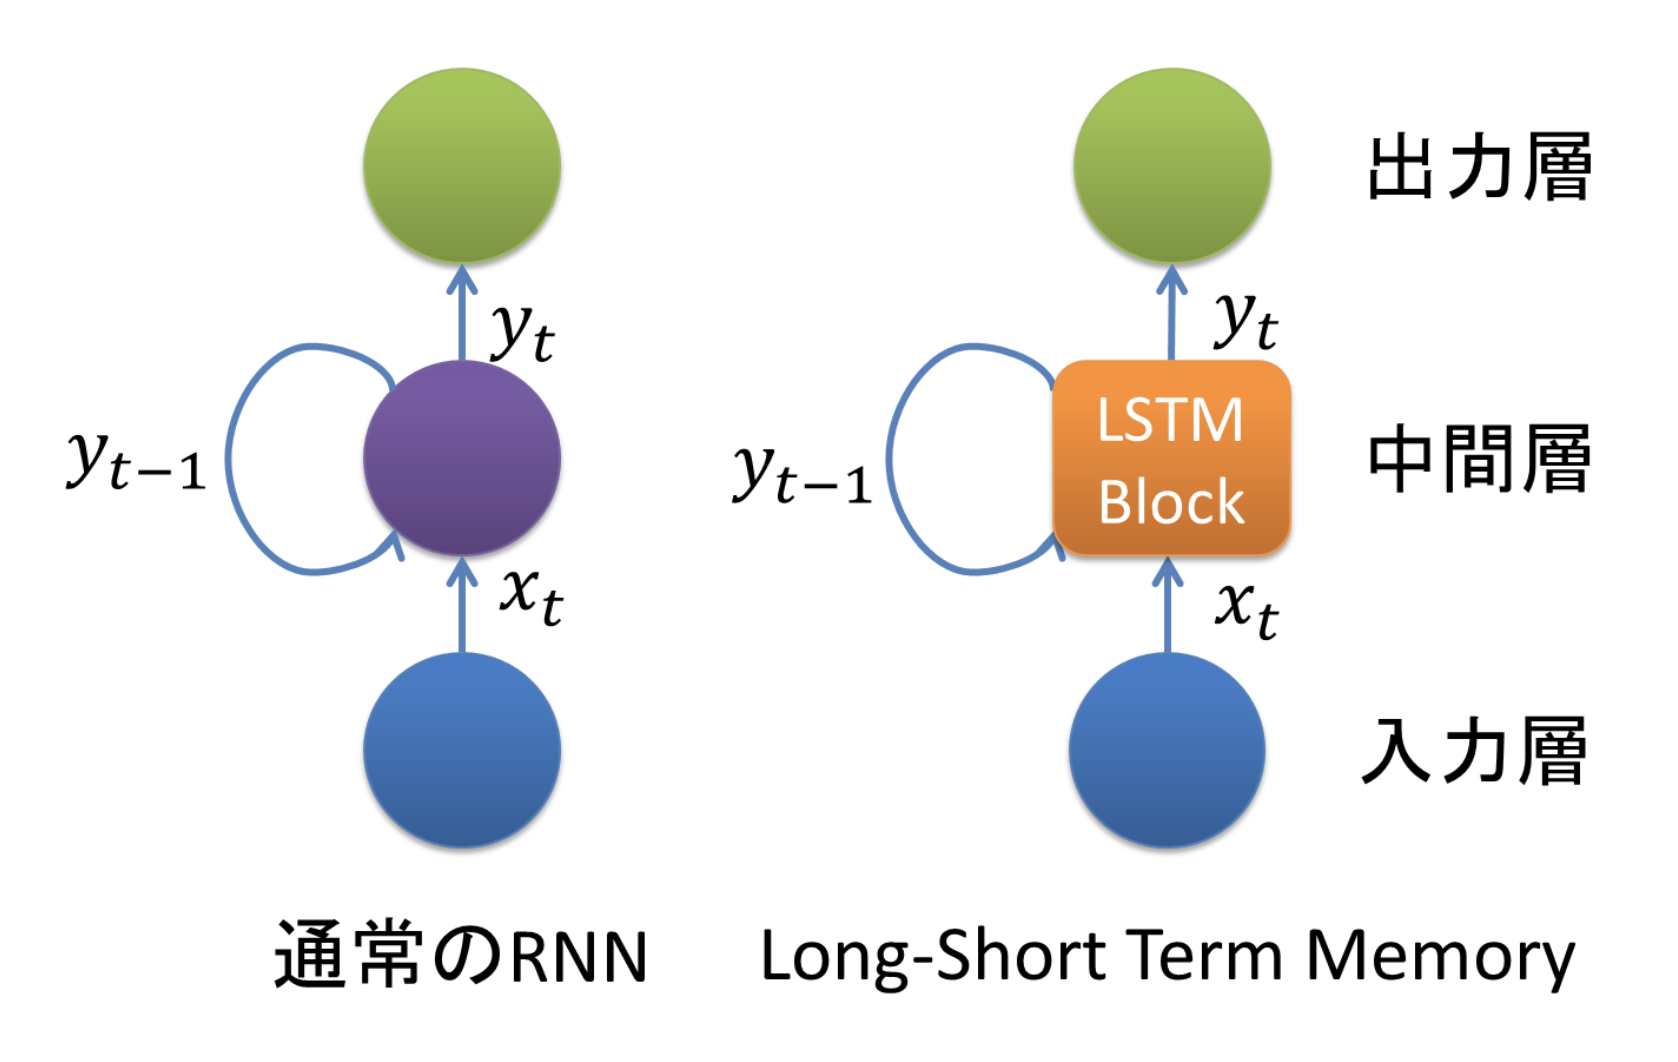 出力層
y_t
y_t
y_{t-1}
y_{t-1}
LSTM
Block
中間層
x_t
x_t
入力層
通常のRNN
Long-Short Term Memory